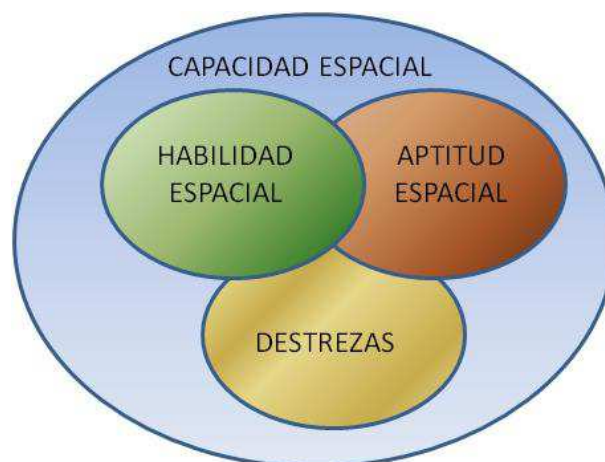 CAPACIDAD ESPACIAL
HABILIDAD
ESPACIAL
APTITUD
ESPACIAL
DESTREZAS